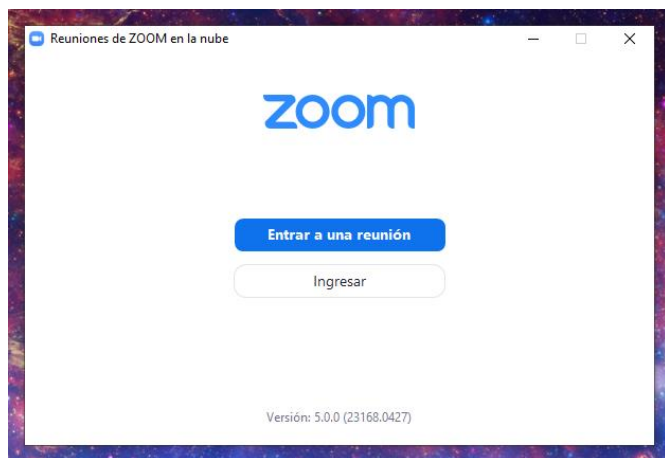 Reuniones de ZOOM en la nube
zoom
Entrar a una reunión
Ingresar
Versión: 5.0.0 (23168.0427)